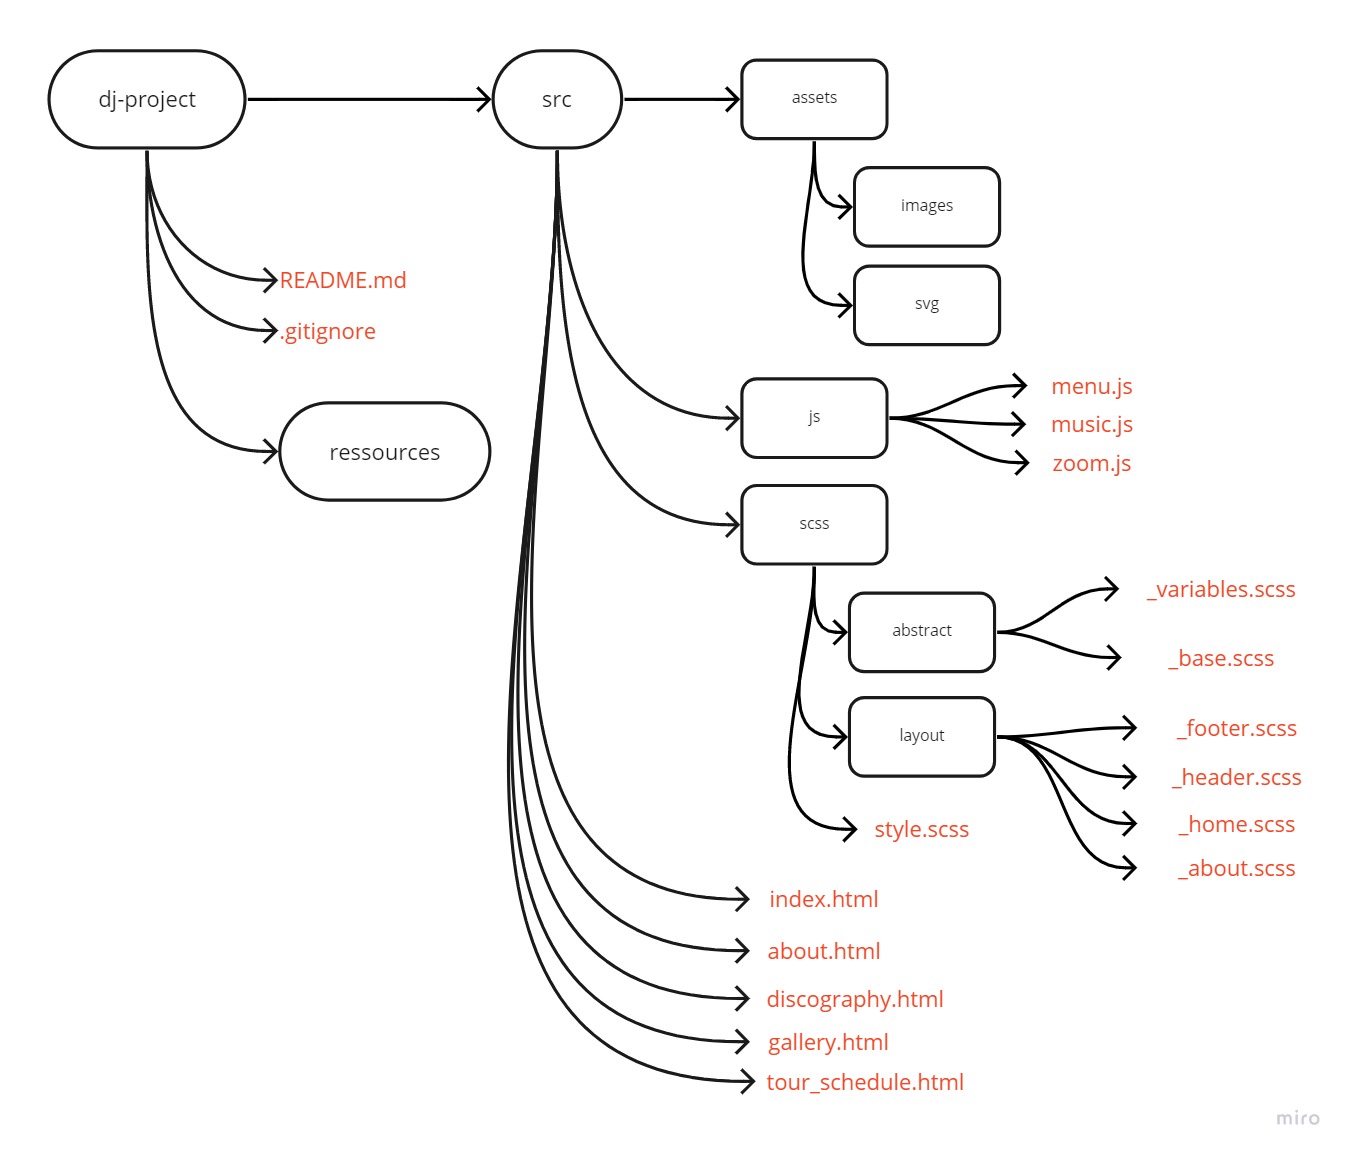 dj-project
src
assets
images
svg
README.md
.gitignore
ressources
js
menu.js
music.js
zoom.js
scss
abstract
_variables.scss
_base.scss
layout
_footer.scss
_header.scss
_home.scss
_about.scss
style.scss
index.html
about.html
discography.html
gallery.html
tour_schedule.html
miro